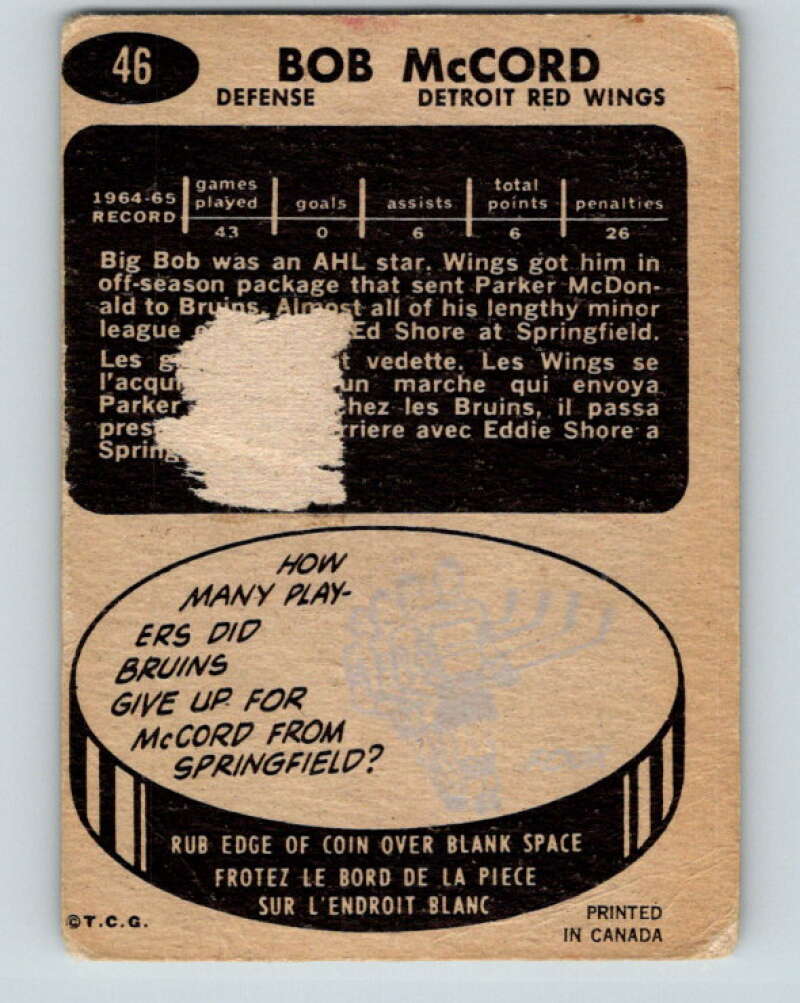 46
BOB McCORD
DEFENSE DETROIT RED WINGS
1964-65 RECORD games played goals assists total points penalties
43 0 6 6 26
Big Bob was an AHL star. Wings got him in
off-season package that sent Parker McDon-
ald to Bruins. Almost all of his lengthy minor
league Ed Shore at Springfield.
Les vedette. Les Wings se
l'acqu un marche qui envoya
Parker chez les Bruins, il passa
pres rriere avec Eddie Shore a
Spring
HOW
MANY PLAY-
ERS DID
BRUINS
GIVE UP FOR
McCORD FROM
SPRINGFIELD?
RUB EDGE OF COIN OVER BLANK SPACE
FROTEZ LE BORD DE LA PIECE
SUR L'ENDROIT BLANC
©T.C.G.
PRINTED
IN CANADA